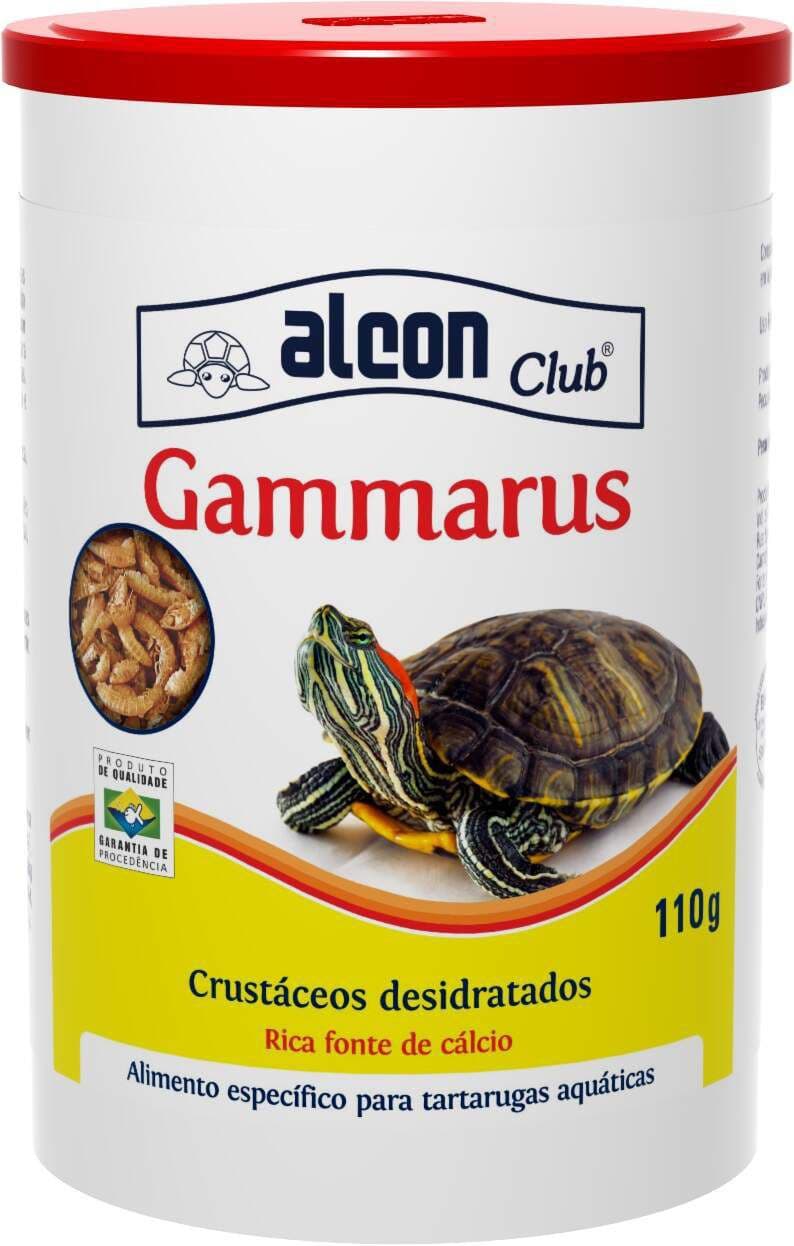 alcon Club®
Gammarus
PRODUTO
DE QUALIDADE
GARANTIA DE
PROCEDÊNCIA
110g
Crustáceos desidratados
Rica fonte de cálcio
Alimento específico para tartarugas aquáticas